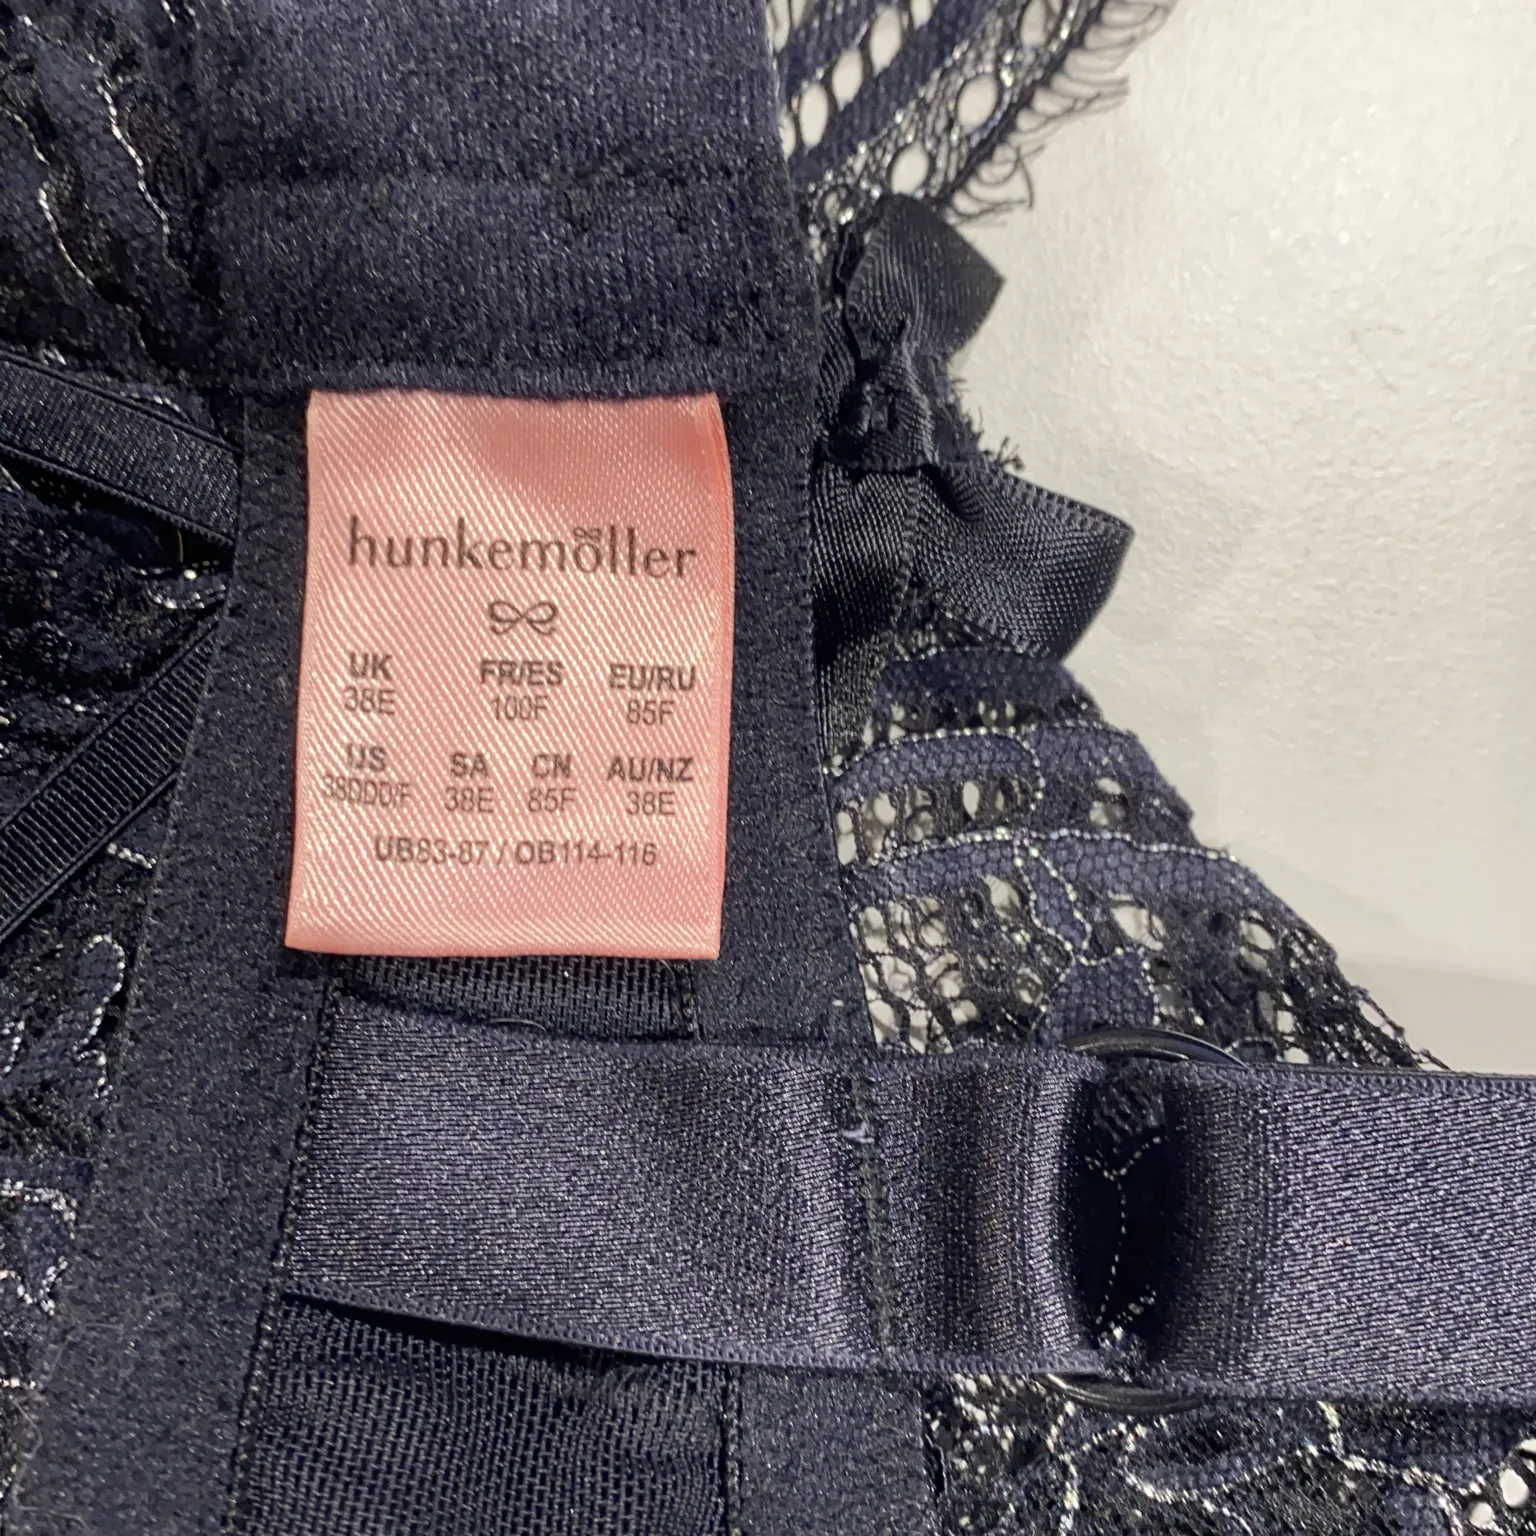 hunkemöller
UK FR/ES EU/RU
38E 100F 85F
US SA CN AU/NZ
38DDD/F 38E 85F 38E
UB83-87 / OB114-116